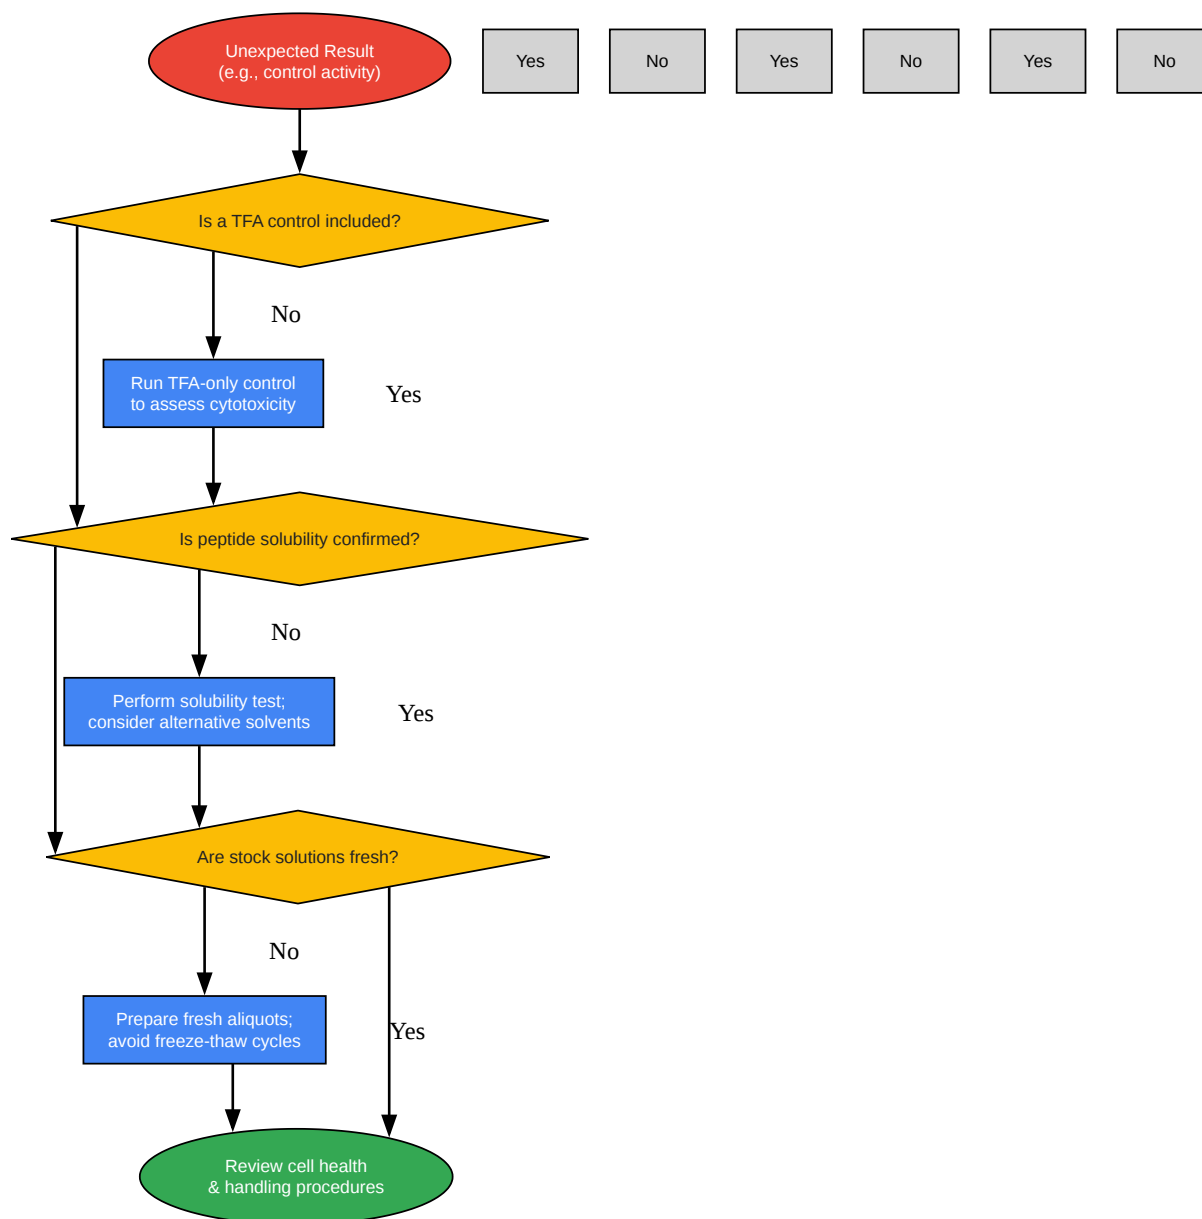 Unexpected Result
(e.g., control activity)
Yes
No
Yes
No
Yes
No
Is a TFA control included?
No
Run TFA-only control
to assess cytotoxicity
Yes
Is peptide solubility confirmed?
No
Perform solubility test;
consider alternative solvents
Yes
Are stock solutions fresh?
No
Prepare fresh aliquots;
avoid freeze-thaw cycles
Yes
Review cell health
& handling procedures